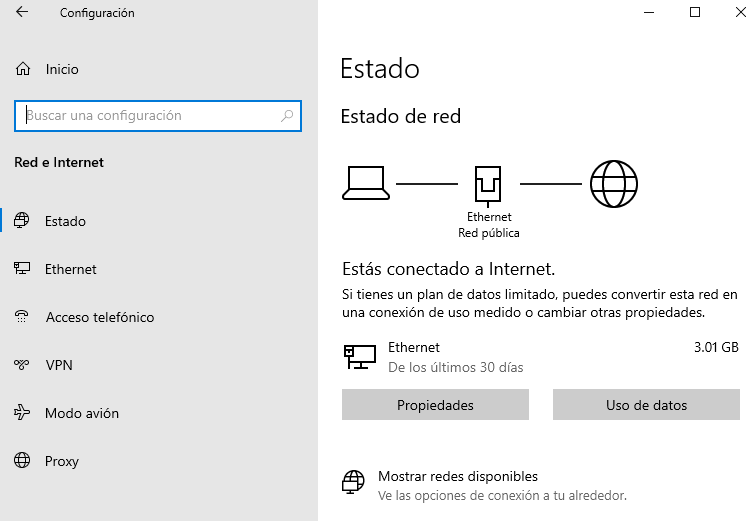 Configuración
Inicio
Buscar una configuración
Red e Internet
Estado
Ethernet
Acceso telefónico
VPN
Modo avión
Proxy
Estado
Estado de red
Ethernet
Red pública
Estás conectado a Internet.
Si tienes un plan de datos limitado, puedes convertir esta red en
una conexión de uso medido o cambiar otras propiedades.
Ethernet 3.01 GB
De los últimos 30 días
Propiedades Uso de datos
Mostrar redes disponibles
Ve las opciones de conexión a tu alrededor.